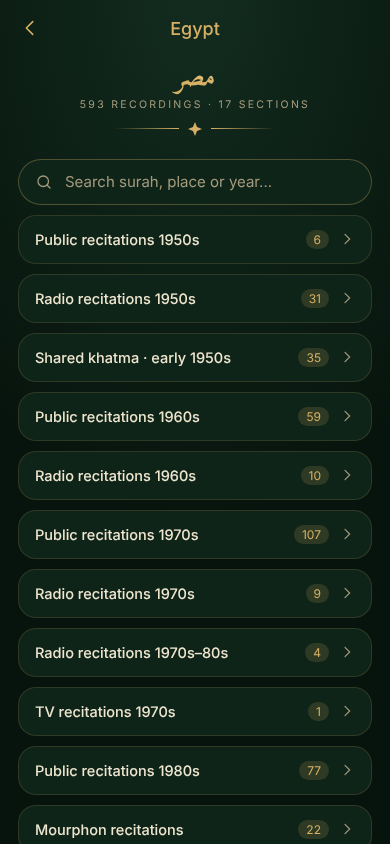 Egypt
مصر
593 RECORDINGS · 17 SECTIONS
Search surah, place or year...
Public recitations 1950s 6
Radio recitations 1950s 31
Shared khatma · early 1950s 35
Public recitations 1960s 59
Radio recitations 1960s 10
Public recitations 1970s 107
Radio recitations 1970s 9
Radio recitations 1970s–80s 4
TV recitations 1970s 1
Public recitations 1980s 77
Mourphon recitations 22